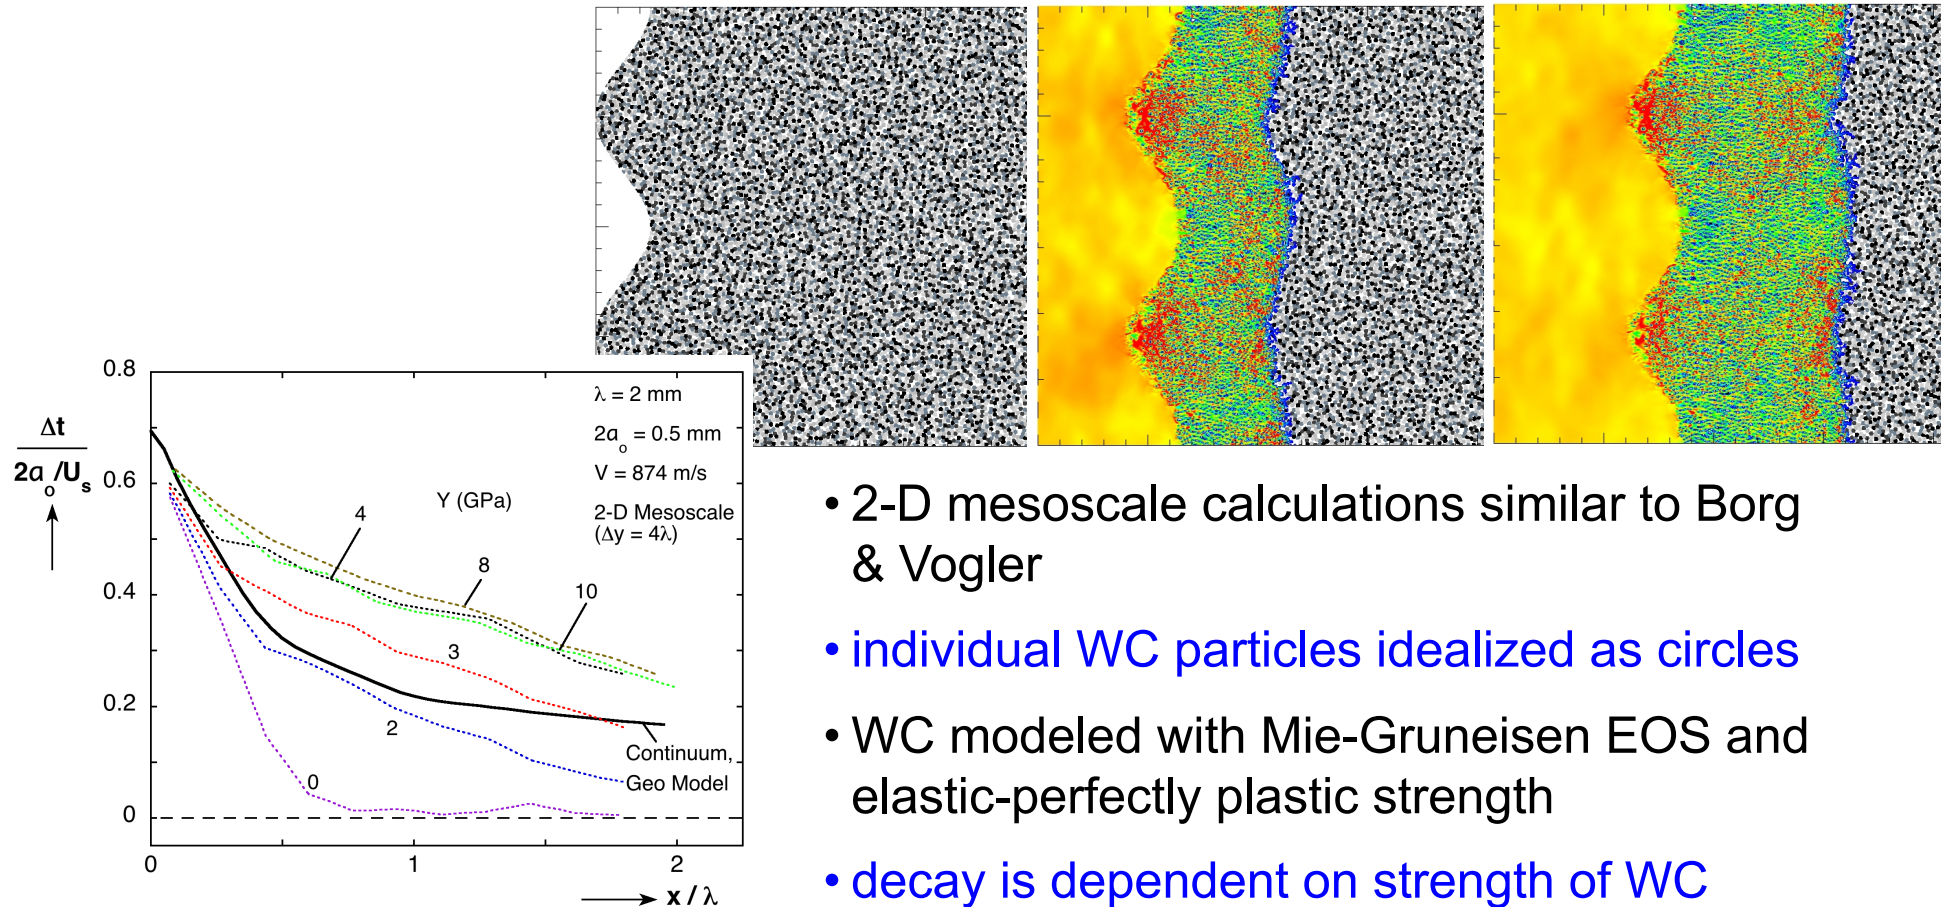 0.8
0.6
0.4
0.2
0
Δt
2a₀/Uₛ
λ = 2 mm
2a₀ = 0.5 mm
V = 874 m/s
2-D Mesoscale
(Δy = 4λ)
Y (GPa)
4
8
10
3
2
0
Continuum,
Geo Model
0
1
2
x / λ
• 2-D mesoscale calculations similar to Borg
& Vogler
• individual WC particles idealized as circles
• WC modeled with Mie-Gruneisen EOS and
elastic-perfectly plastic strength
• decay is dependent on strength of WC